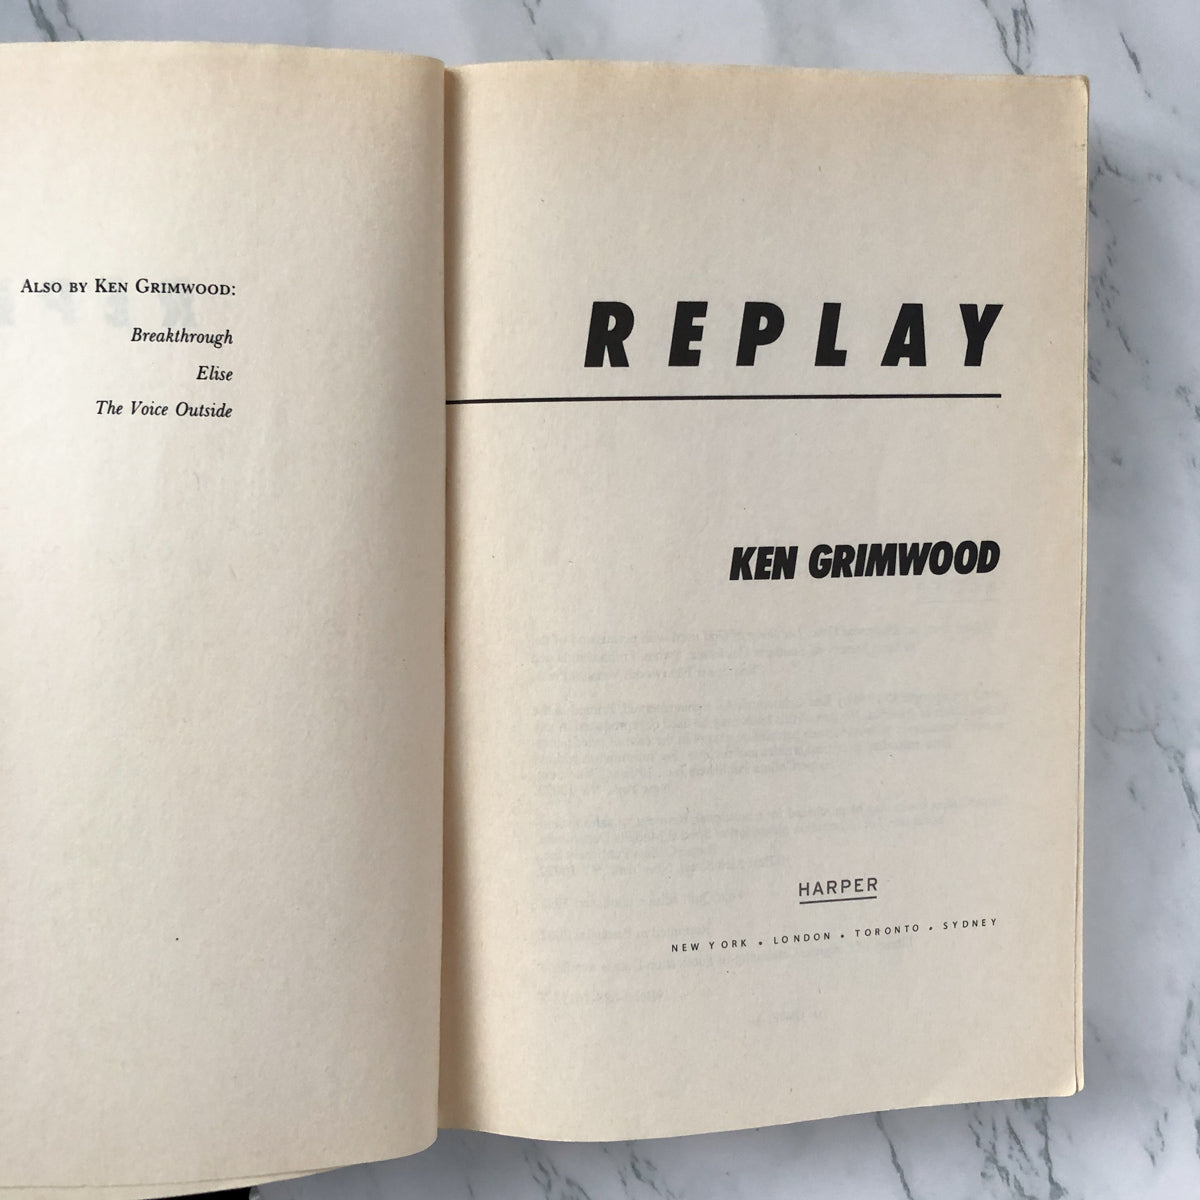 ALSO BY KEN GRIMWOOD:
Breakthrough
Elise
The Voice Outside
REPLAY
KEN GRIMWOOD
HARPER
NEW YORK • LONDON • TORONTO • SYDNEY